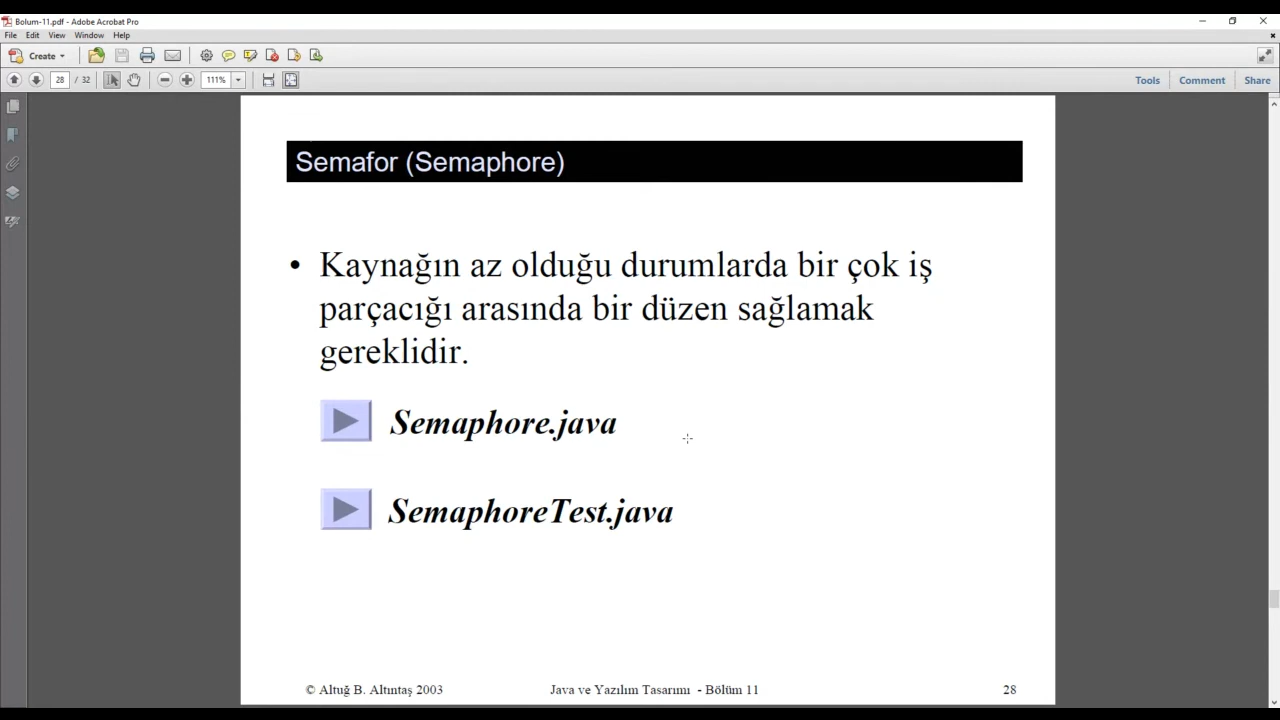 Bolum-11.pdf - Adobe Acrobat Pro
File Edit View Window Help
Create
28 / 32 111% Tools Comment Share
Semafor (Semaphore)
• Kaynağın az olduğu durumlarda bir çok iş
parçacığı arasında bir düzen sağlamak
gereklidir.
Semaphore.java
SemaphoreTest.java
© Altuğ B. Altıntaş 2003 Java ve Yazılım Tasarımı - Bölüm 11 28